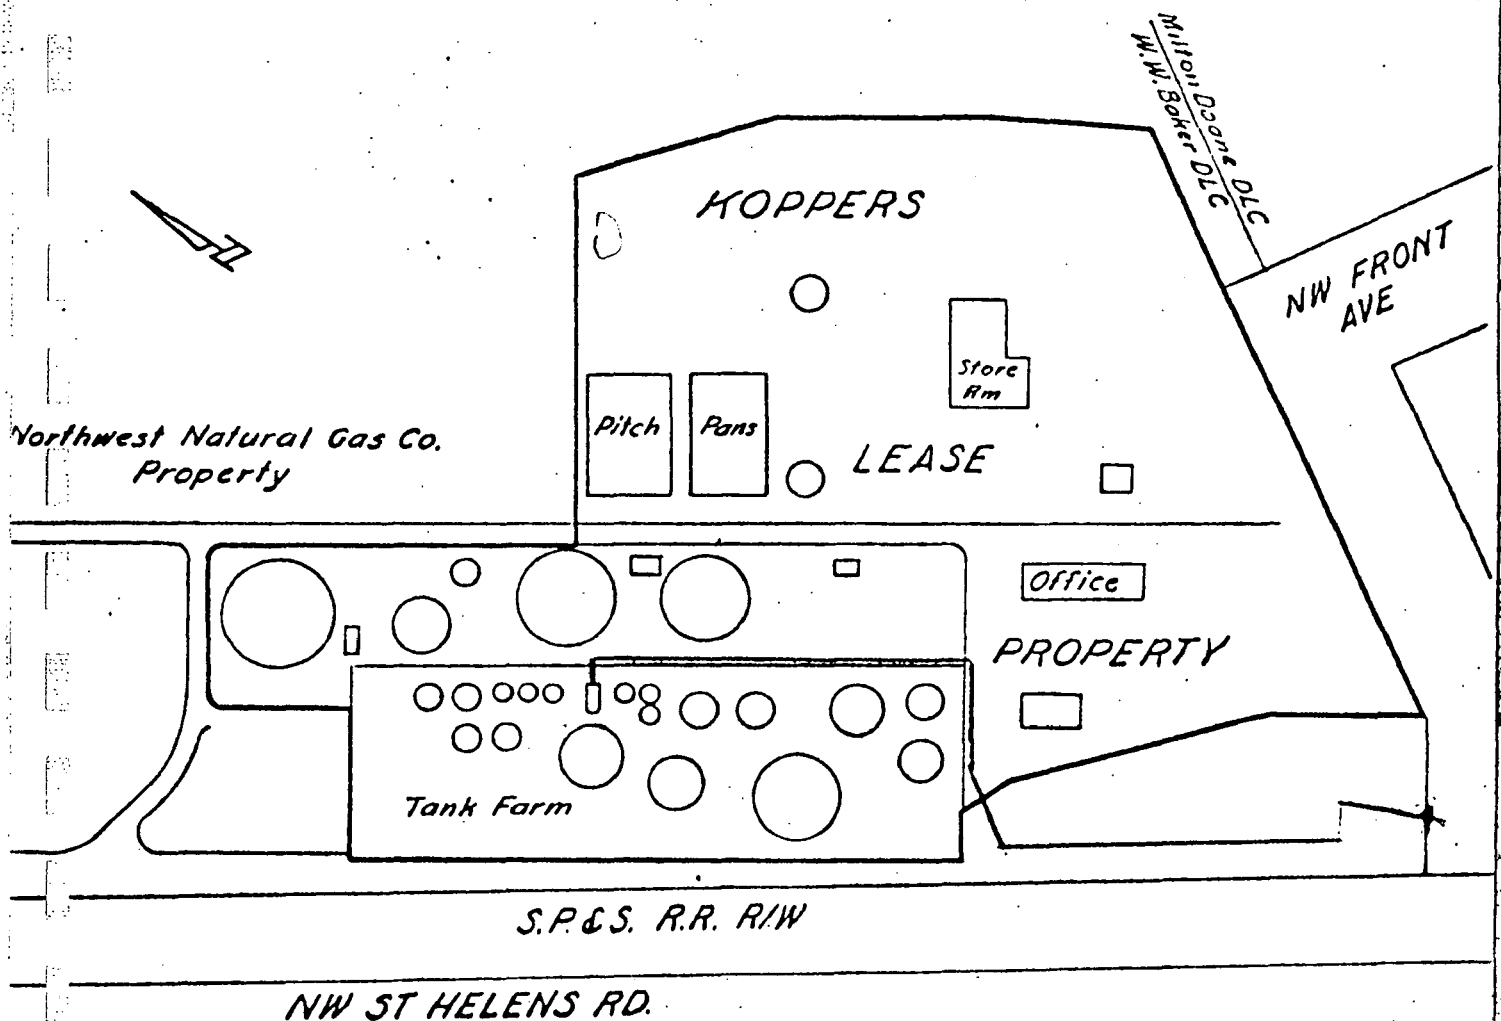 Milton Doane DLC
W.W. Baker DLC
KOPPERS
NW FRONT
AVE
N
Store
Rm
Northwest Natural Gas Co.
Property
Pitch
Pans
LEASE
Office
PROPERTY
Tank Farm
S.P.&S. R.R. R/W
NW ST HELENS RD.